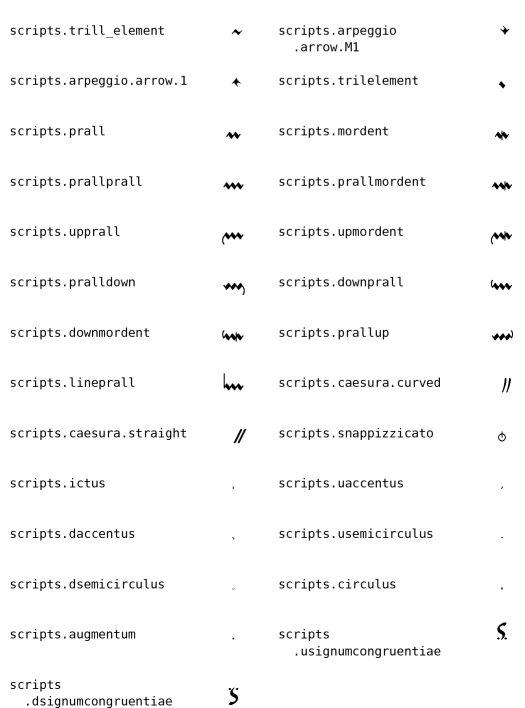 scripts.trill_element
scripts.arpeggio
.arrow.M1
scripts.arpeggio.arrow.1
scripts.trilelement
scripts.prall
scripts.mordent
scripts.prallprall
scripts.prallmordent
scripts.upprall
scripts.upmordent
scripts.pralldown
scripts.downprall
scripts.downmordent
scripts.prallup
scripts.lineprall
scripts.caesura.curved
scripts.caesura.straight
scripts.snappizzicato
scripts.ictus
scripts.uaccentus
scripts.daccentus
scripts.usemicirculus
scripts.dsemicirculus
scripts.circulus
scripts.augmentum
scripts
.usignumcongruentiae
scripts
.dsignumcongruentiae